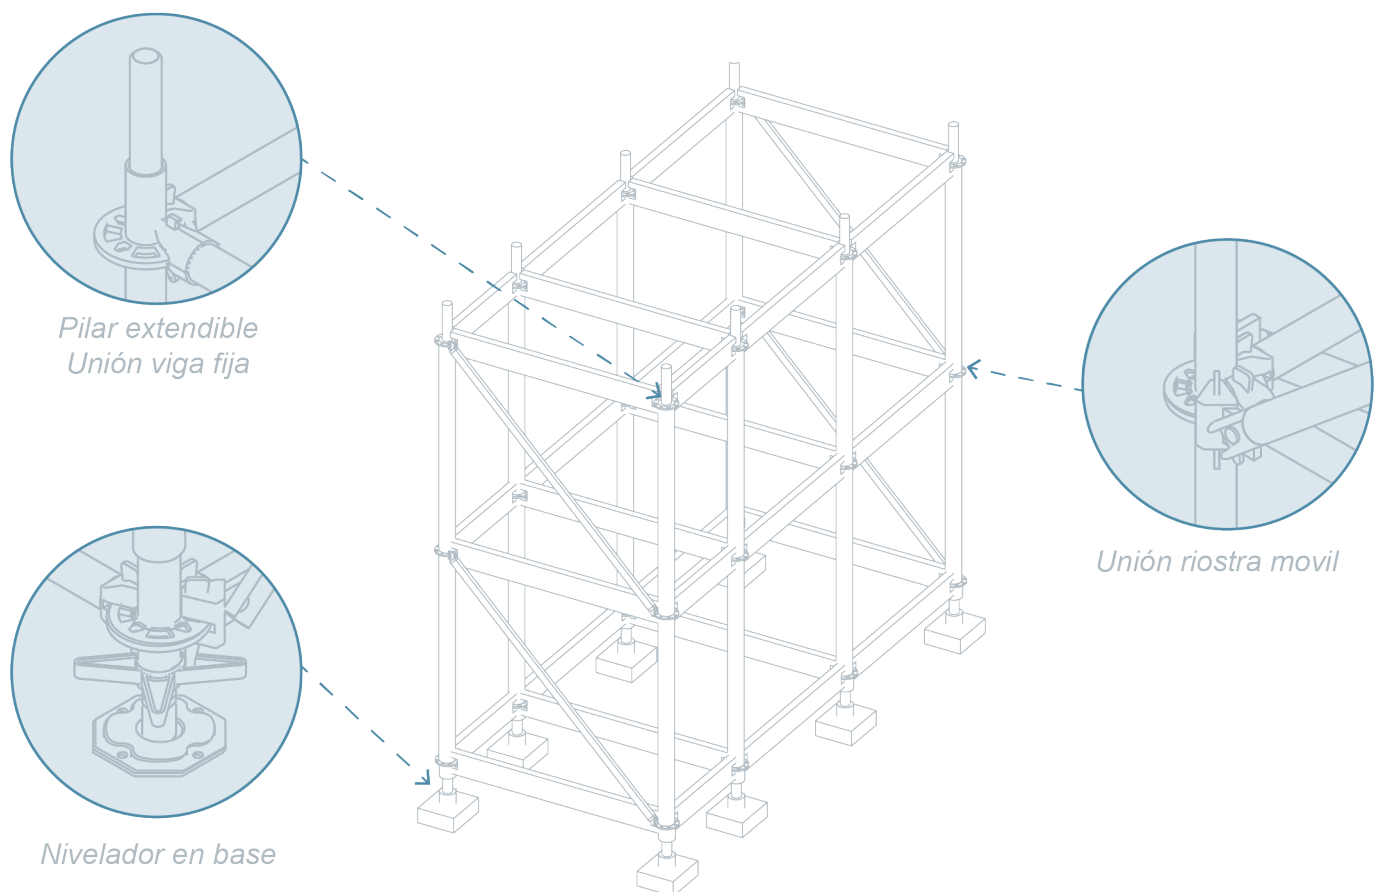 Pilar extendible
Unión viga fija
Unión riostra movil
Nivelador en base